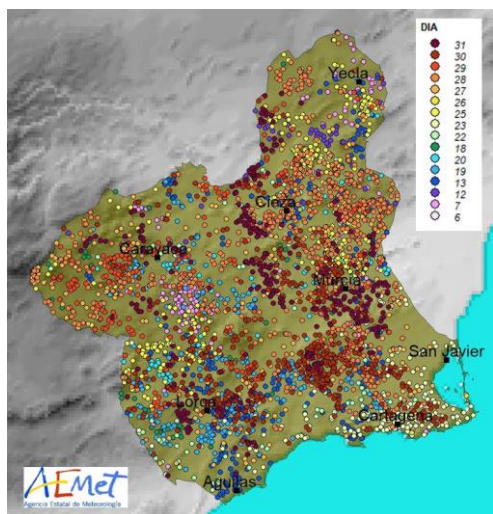 DIA
31
30
29
28
27
26
25
23
22
18
20
19
13
12
7
6
Yecla
Cieza
Caravaca
Murcia
San Javier
Lorca
Cartagena
Aguilas
AEmet
Agencia Estatal de Meteorología